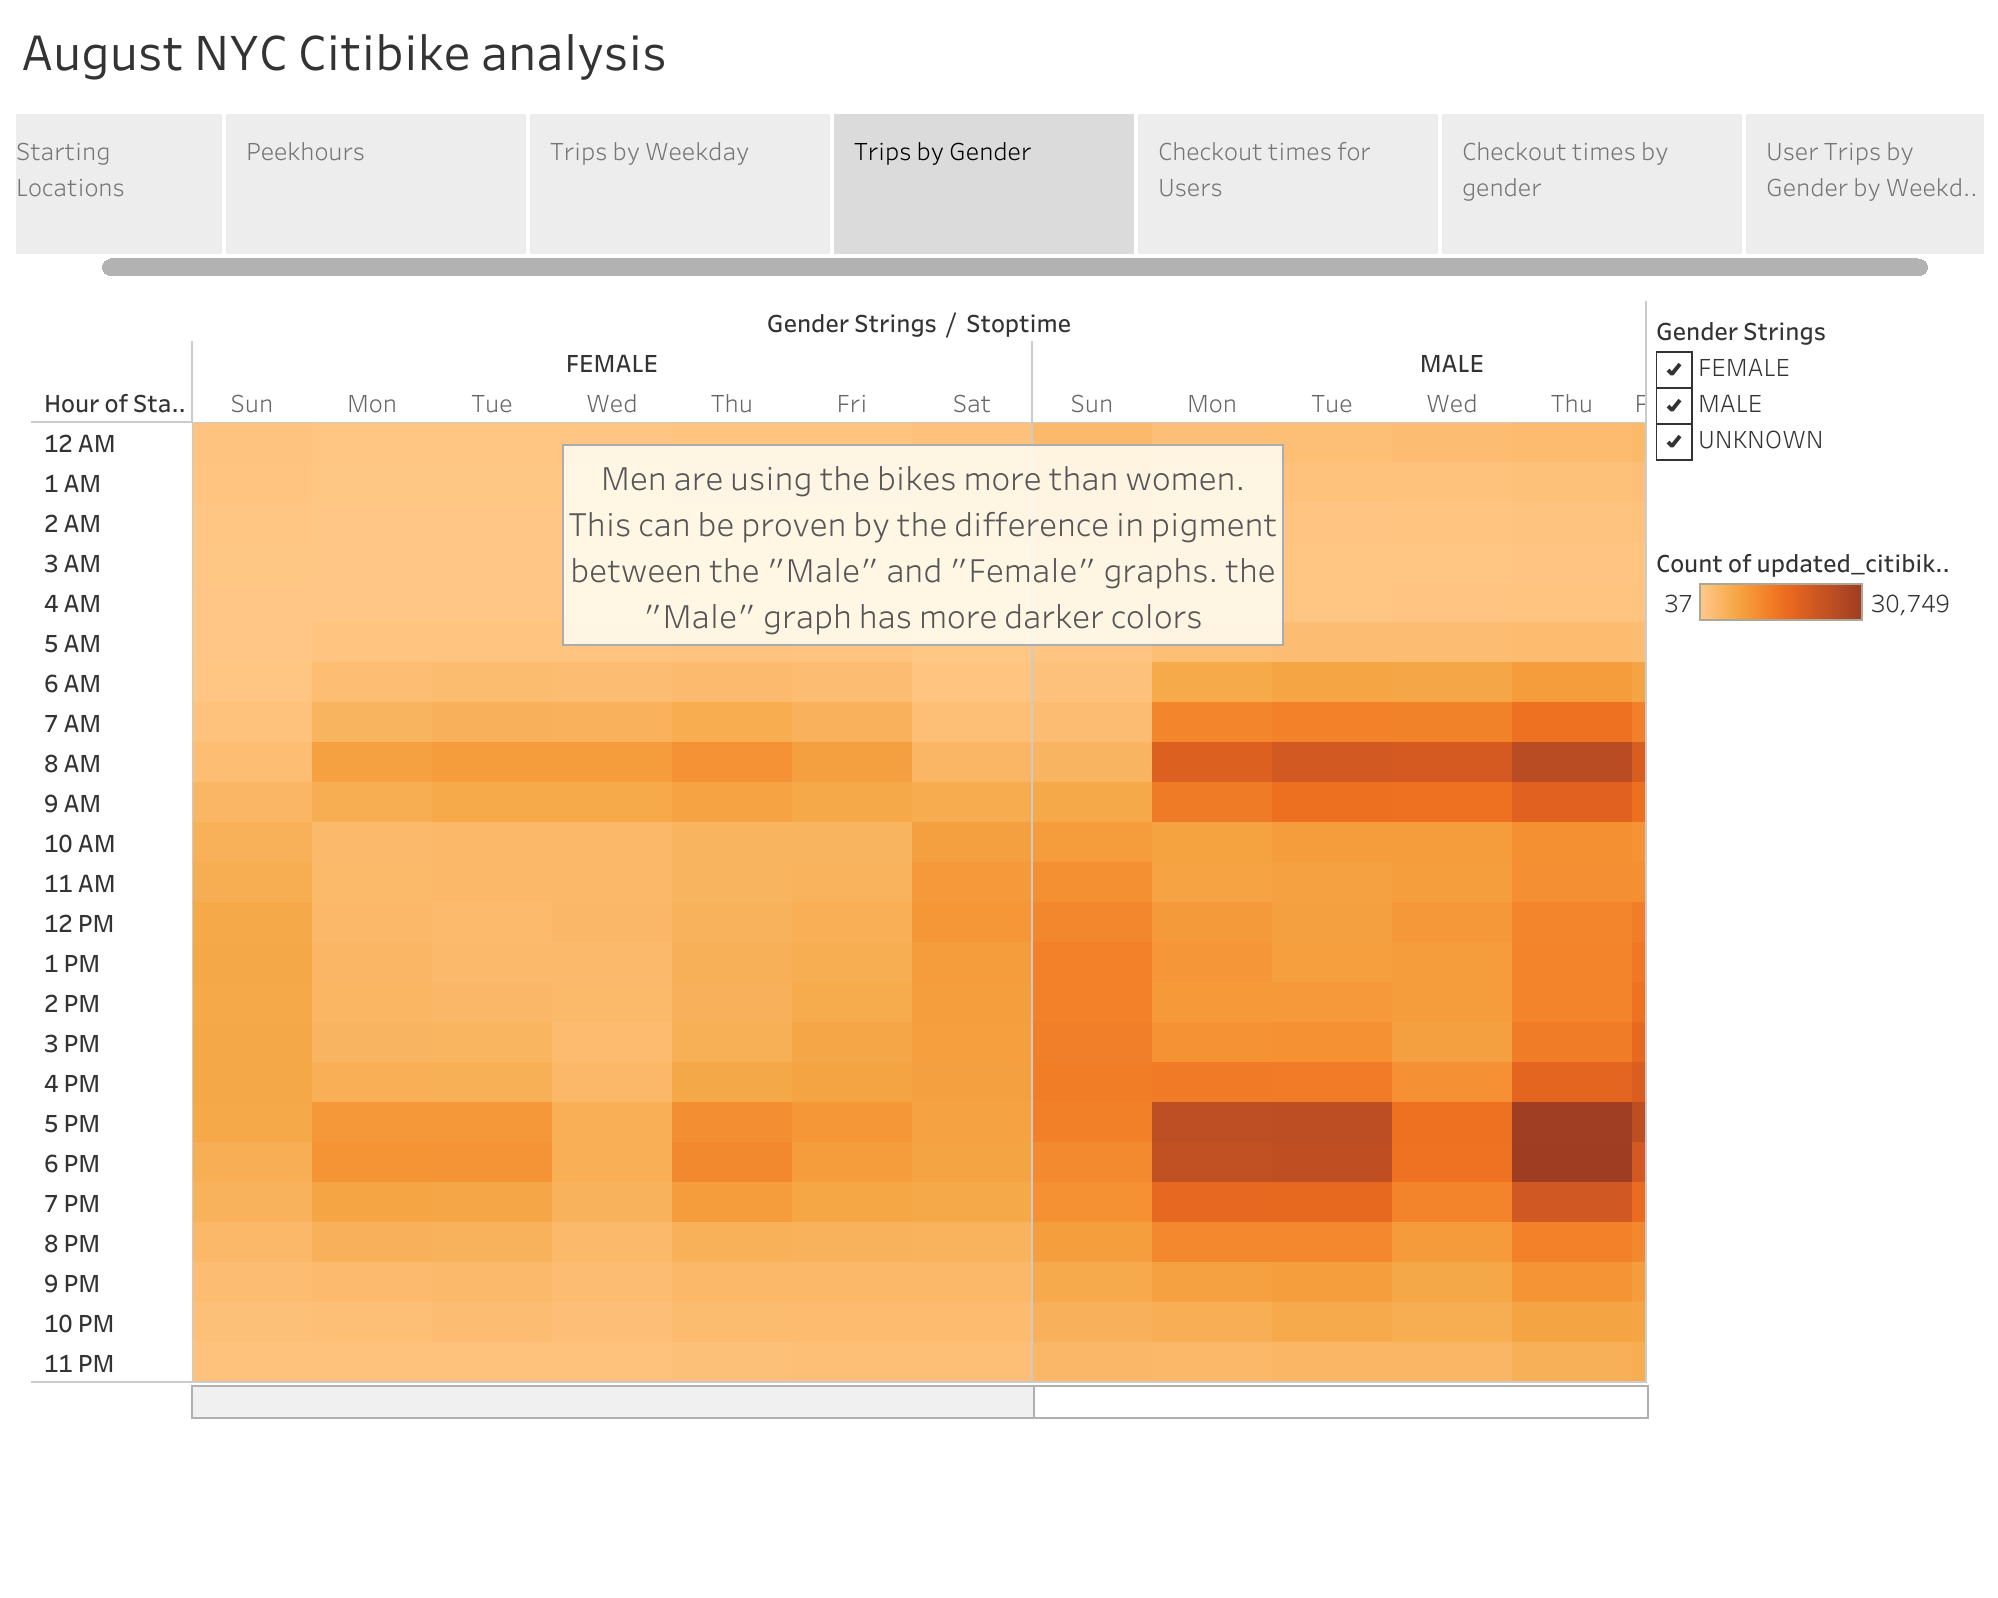 August NYC Citibike analysis
Starting
Locations
Peekhours
Trips by Weekday
Trips by Gender
Checkout times for
Users
Checkout times by
gender
User Trips by
Gender by Weekd..
Gender Strings / Stoptime
FEMALE MALE
Hour of Sta.. Sun Mon Tue Wed Thu Fri Sat Sun Mon Tue Wed Thu F
12 AM
1 AM
2 AM
3 AM
4 AM
5 AM
6 AM
7 AM
8 AM
9 AM
10 AM
11 AM
12 PM
1 PM
2 PM
3 PM
4 PM
5 PM
6 PM
7 PM
8 PM
9 PM
10 PM
11 PM
Men are using the bikes more than women.
This can be proven by the difference in pigment
between the "Male" and "Female" graphs. the
"Male" graph has more darker colors
Gender Strings
FEMALE
MALE
UNKNOWN
Count of updated_citibik..
37 30,749